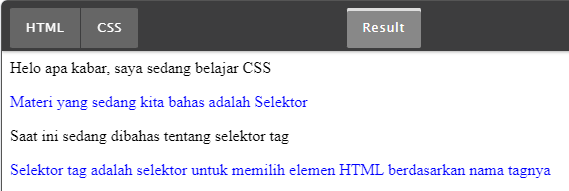 HTML CSS Result
Helo apa kabar, saya sedang belajar CSS
Materi yang sedang kita bahas adalah Selektor
Saat ini sedang dibahas tentang selektor tag
Selektor tag adalah selektor untuk memilih elemen HTML berdasarkan nama tagnya